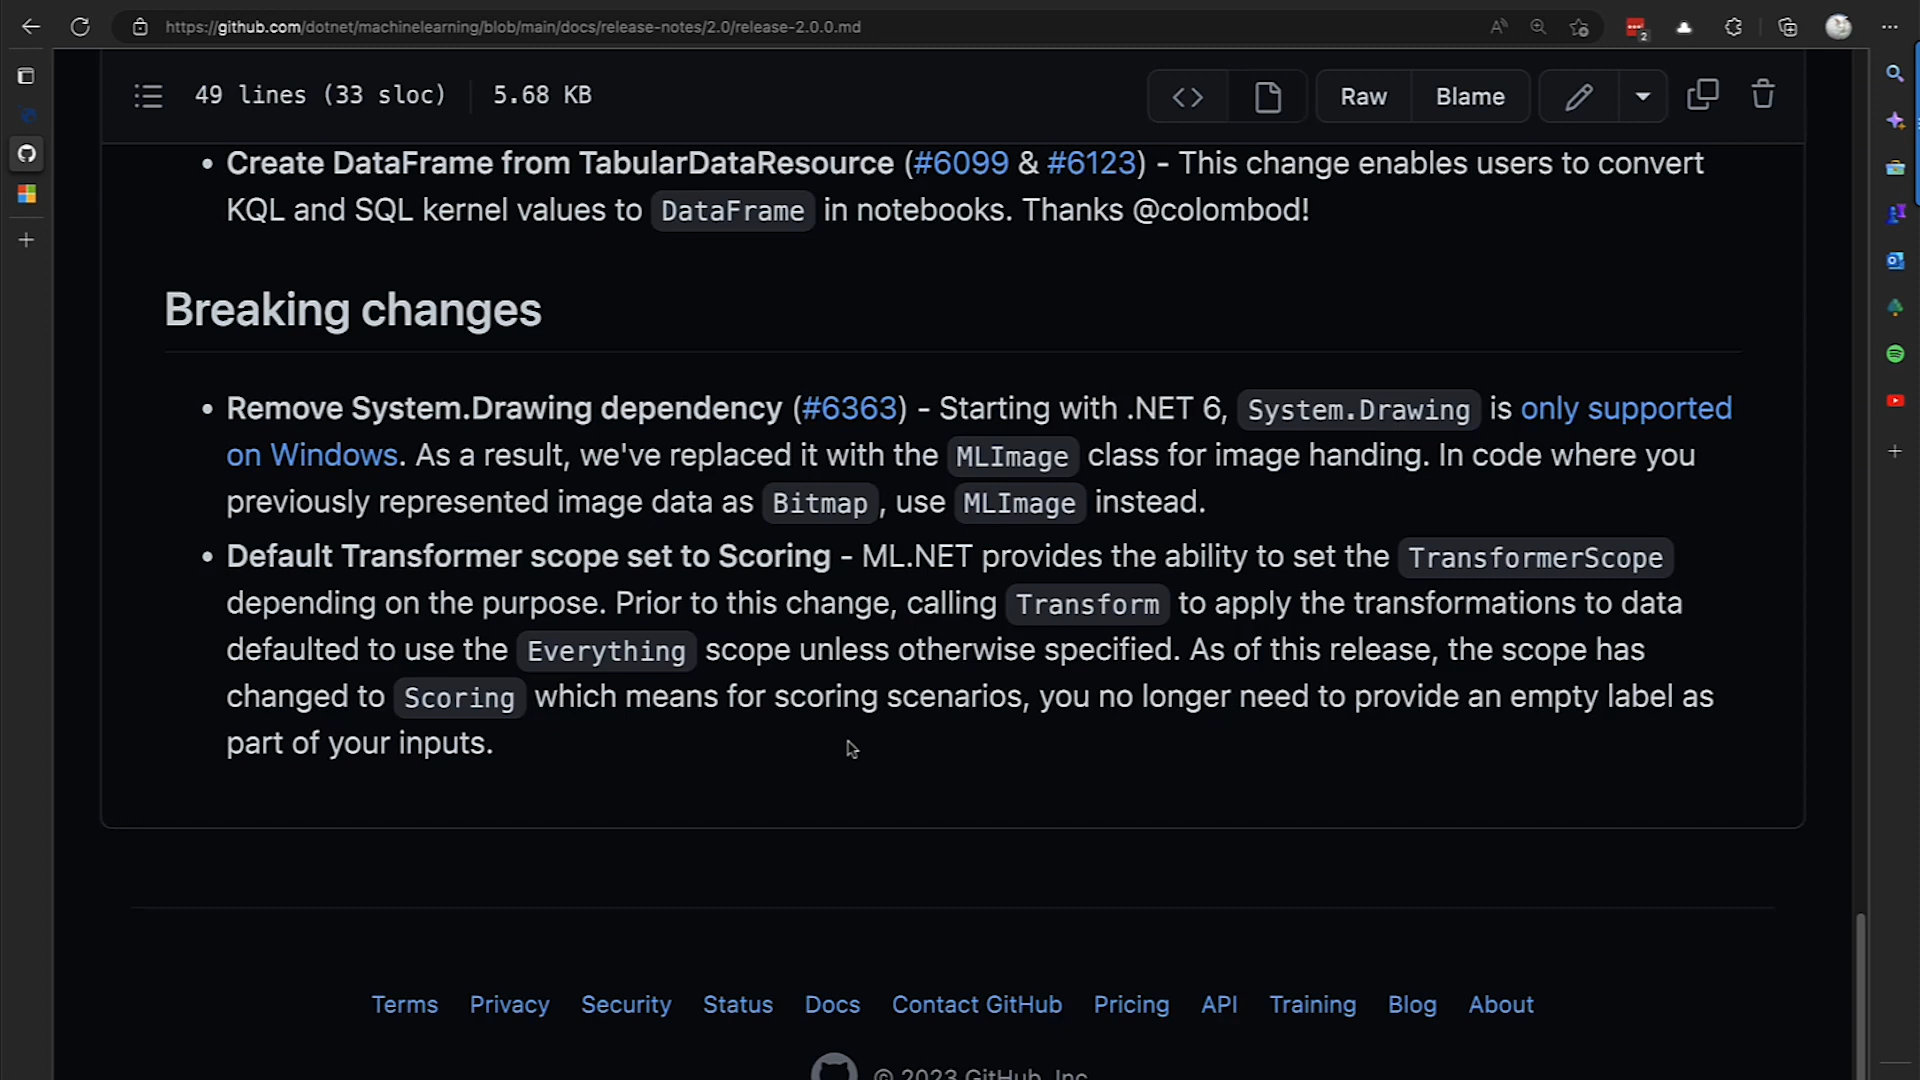 https://github.com/dotnet/machinelearning/blob/main/docs/release-notes/2.0/release-2.0.0.md
2
49 lines (33 sloc) 5.68 KB
Raw Blame
• Create DataFrame from TabularDataResource (#6099 & #6123) - This change enables users to convert
KQL and SQL kernel values to DataFrame in notebooks. Thanks @colombod!
Breaking changes
• Remove System.Drawing dependency (#6363) - Starting with .NET 6, System.Drawing is only supported
on Windows. As a result, we've replaced it with the MLImage class for image handing. In code where you
previously represented image data as Bitmap, use MLImage instead.
• Default Transformer scope set to Scoring - ML.NET provides the ability to set the TransformerScope
depending on the purpose. Prior to this change, calling Transform to apply the transformations to data
defaulted to use the Everything scope unless otherwise specified. As of this release, the scope has
changed to Scoring which means for scoring scenarios, you no longer need to provide an empty label as
part of your inputs.
Terms Privacy Security Status Docs Contact GitHub Pricing API Training Blog About
© 2023 GitHub, Inc.